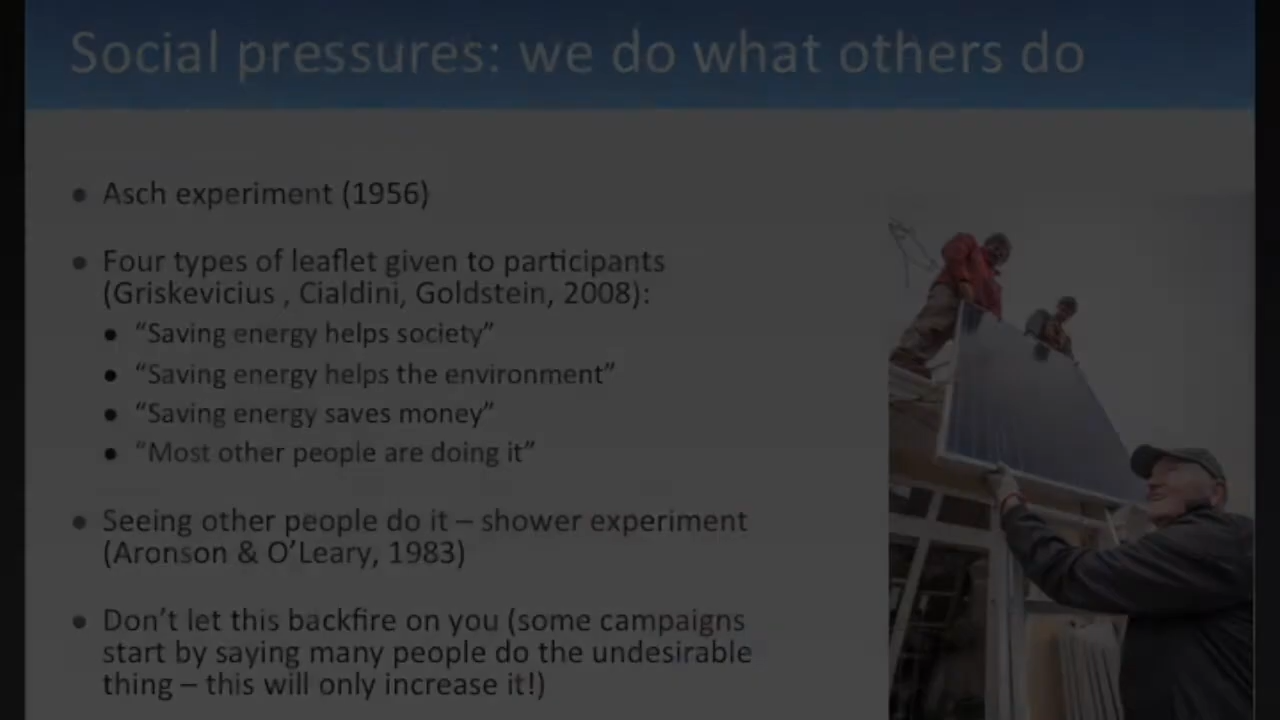 Social pressures: we do what others do
• Asch experiment (1956)
• Four types of leaflet given to participants
(Griskevicius , Cialdini, Goldstein, 2008):
• “Saving energy helps society”
• “Saving energy helps the environment”
• “Saving energy saves money”
• “Most other people are doing it”
• Seeing other people do it – shower experiment
(Aronson & O’Leary, 1983)
• Don’t let this backfire on you (some campaigns
start by saying many people do the undesirable
thing – this will only increase it!)